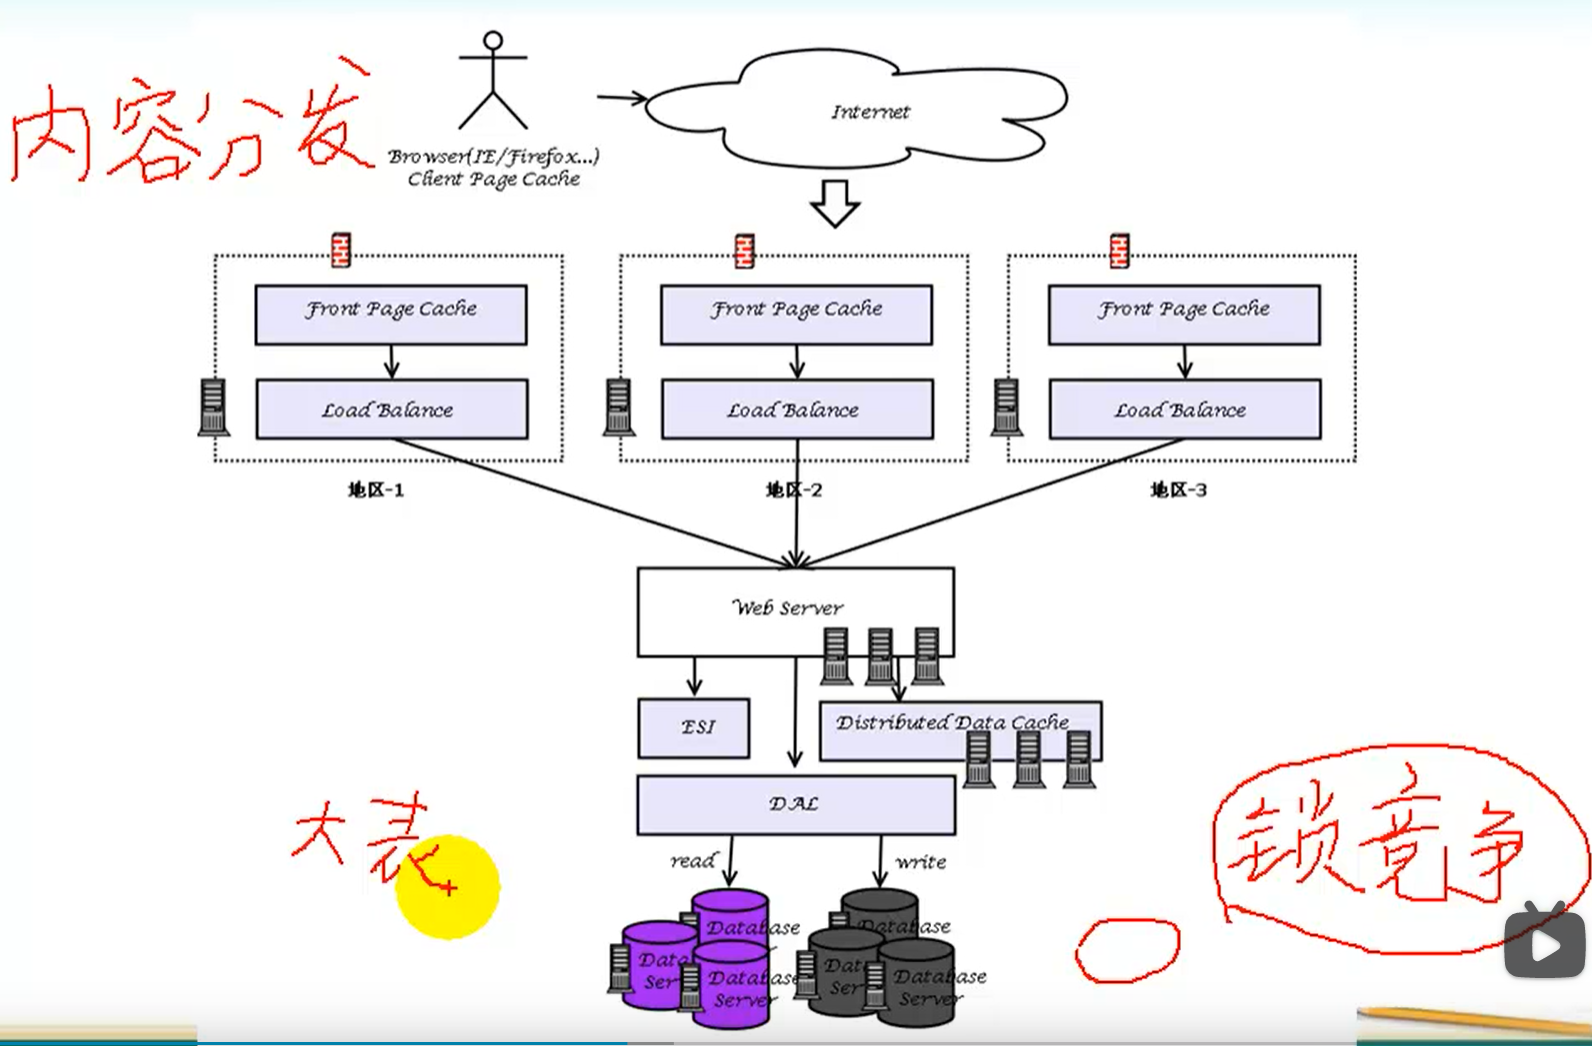 内容分发
Browser(IE/Firefox...)
Client Page Cache
Internet
Front Page Cache
Load Balance
地区-1
Front Page Cache
Load Balance
地区-2
Front Page Cache
Load Balance
地区-3
Web Server
ESI
Distributed Data Cache
DAL
read
write
大表
锁竞争
Database
Data
Ser
Database
Server
Database
Dat
Ser
Database
Server